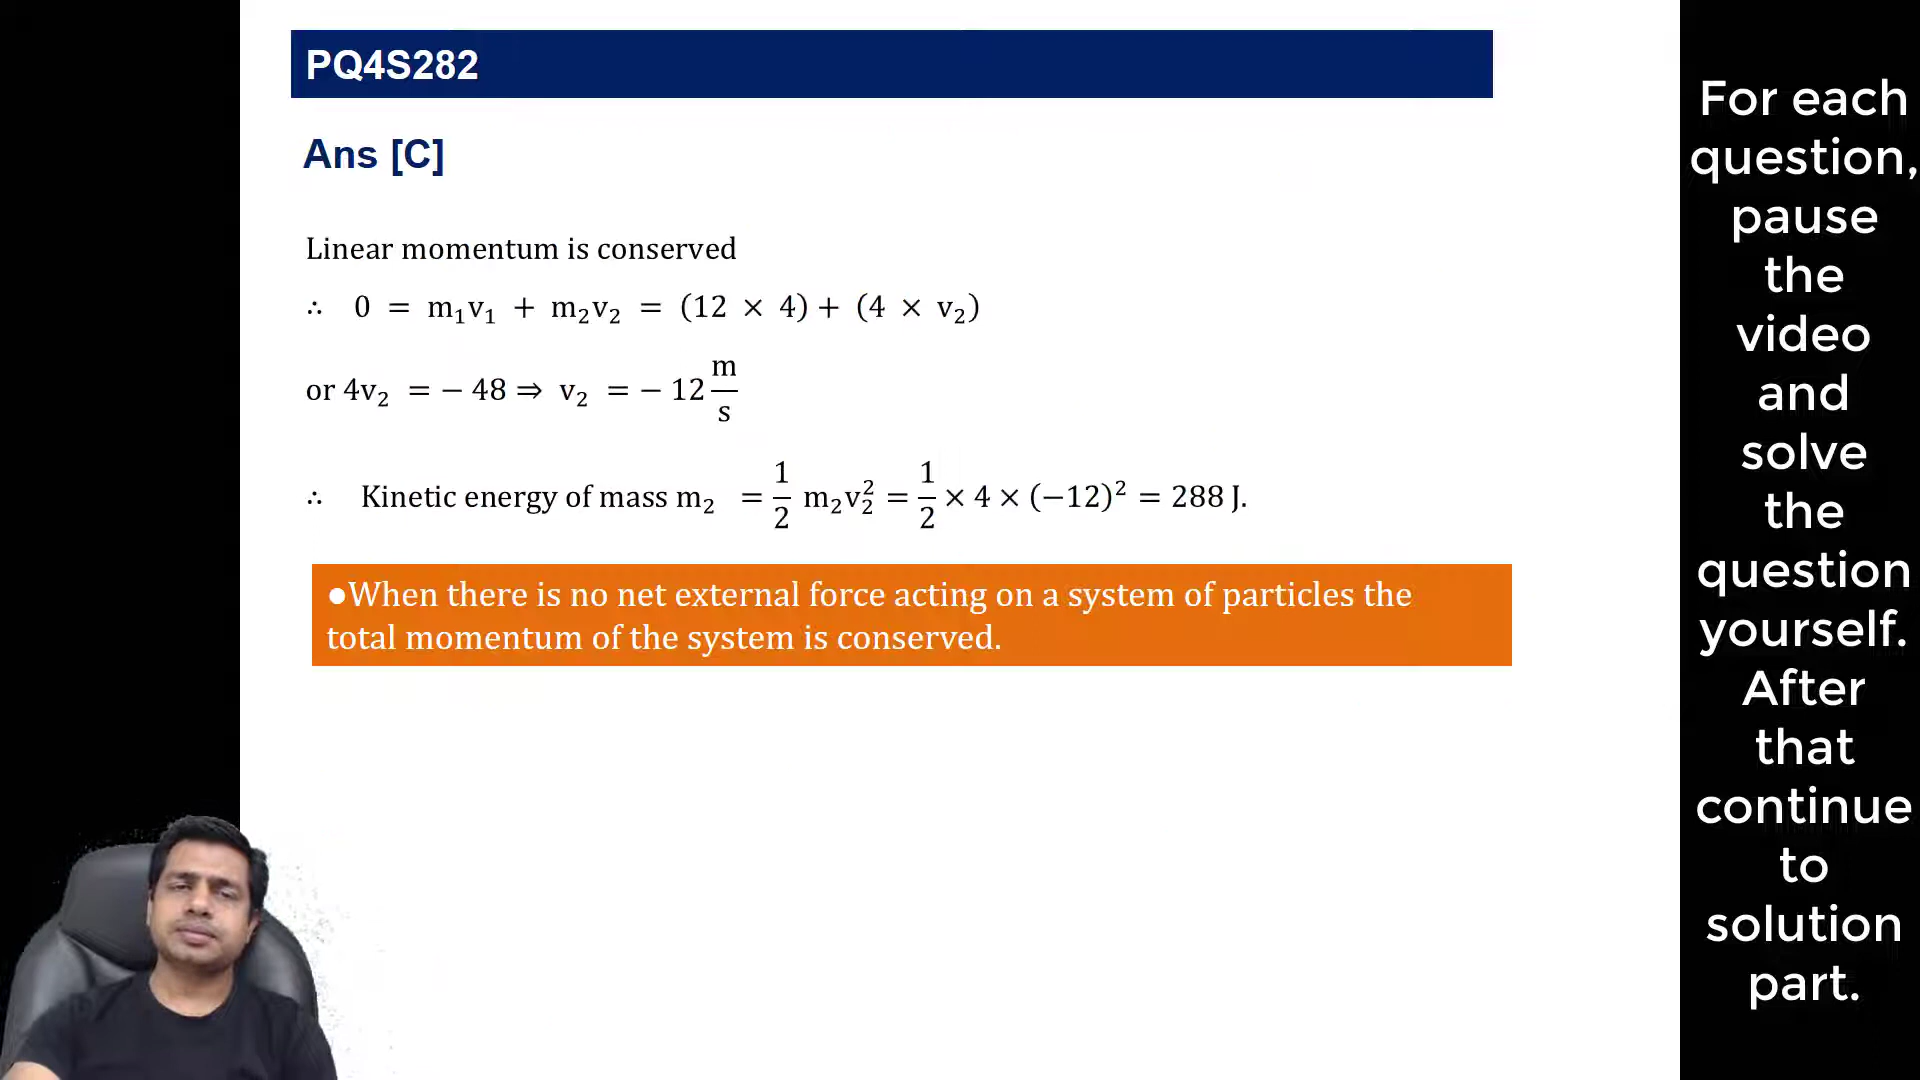 PQ4S282
Ans [C]
Linear momentum is conserved
∴ 0 = m₁v₁ + m₂v₂ = (12 × 4) + (4 × v₂)
or 4v₂ = − 48 ⇒ v₂ = − 12 m/s
∴ Kinetic energy of mass m₂ = 1/2 m₂v₂² = 1/2 × 4 × (−12)² = 288 J.
●When there is no net external force acting on a system of particles the
total momentum of the system is conserved.
For each
question,
pause
the
video
and
solve
the
question
yourself.
After
that
continue
to
solution
part.